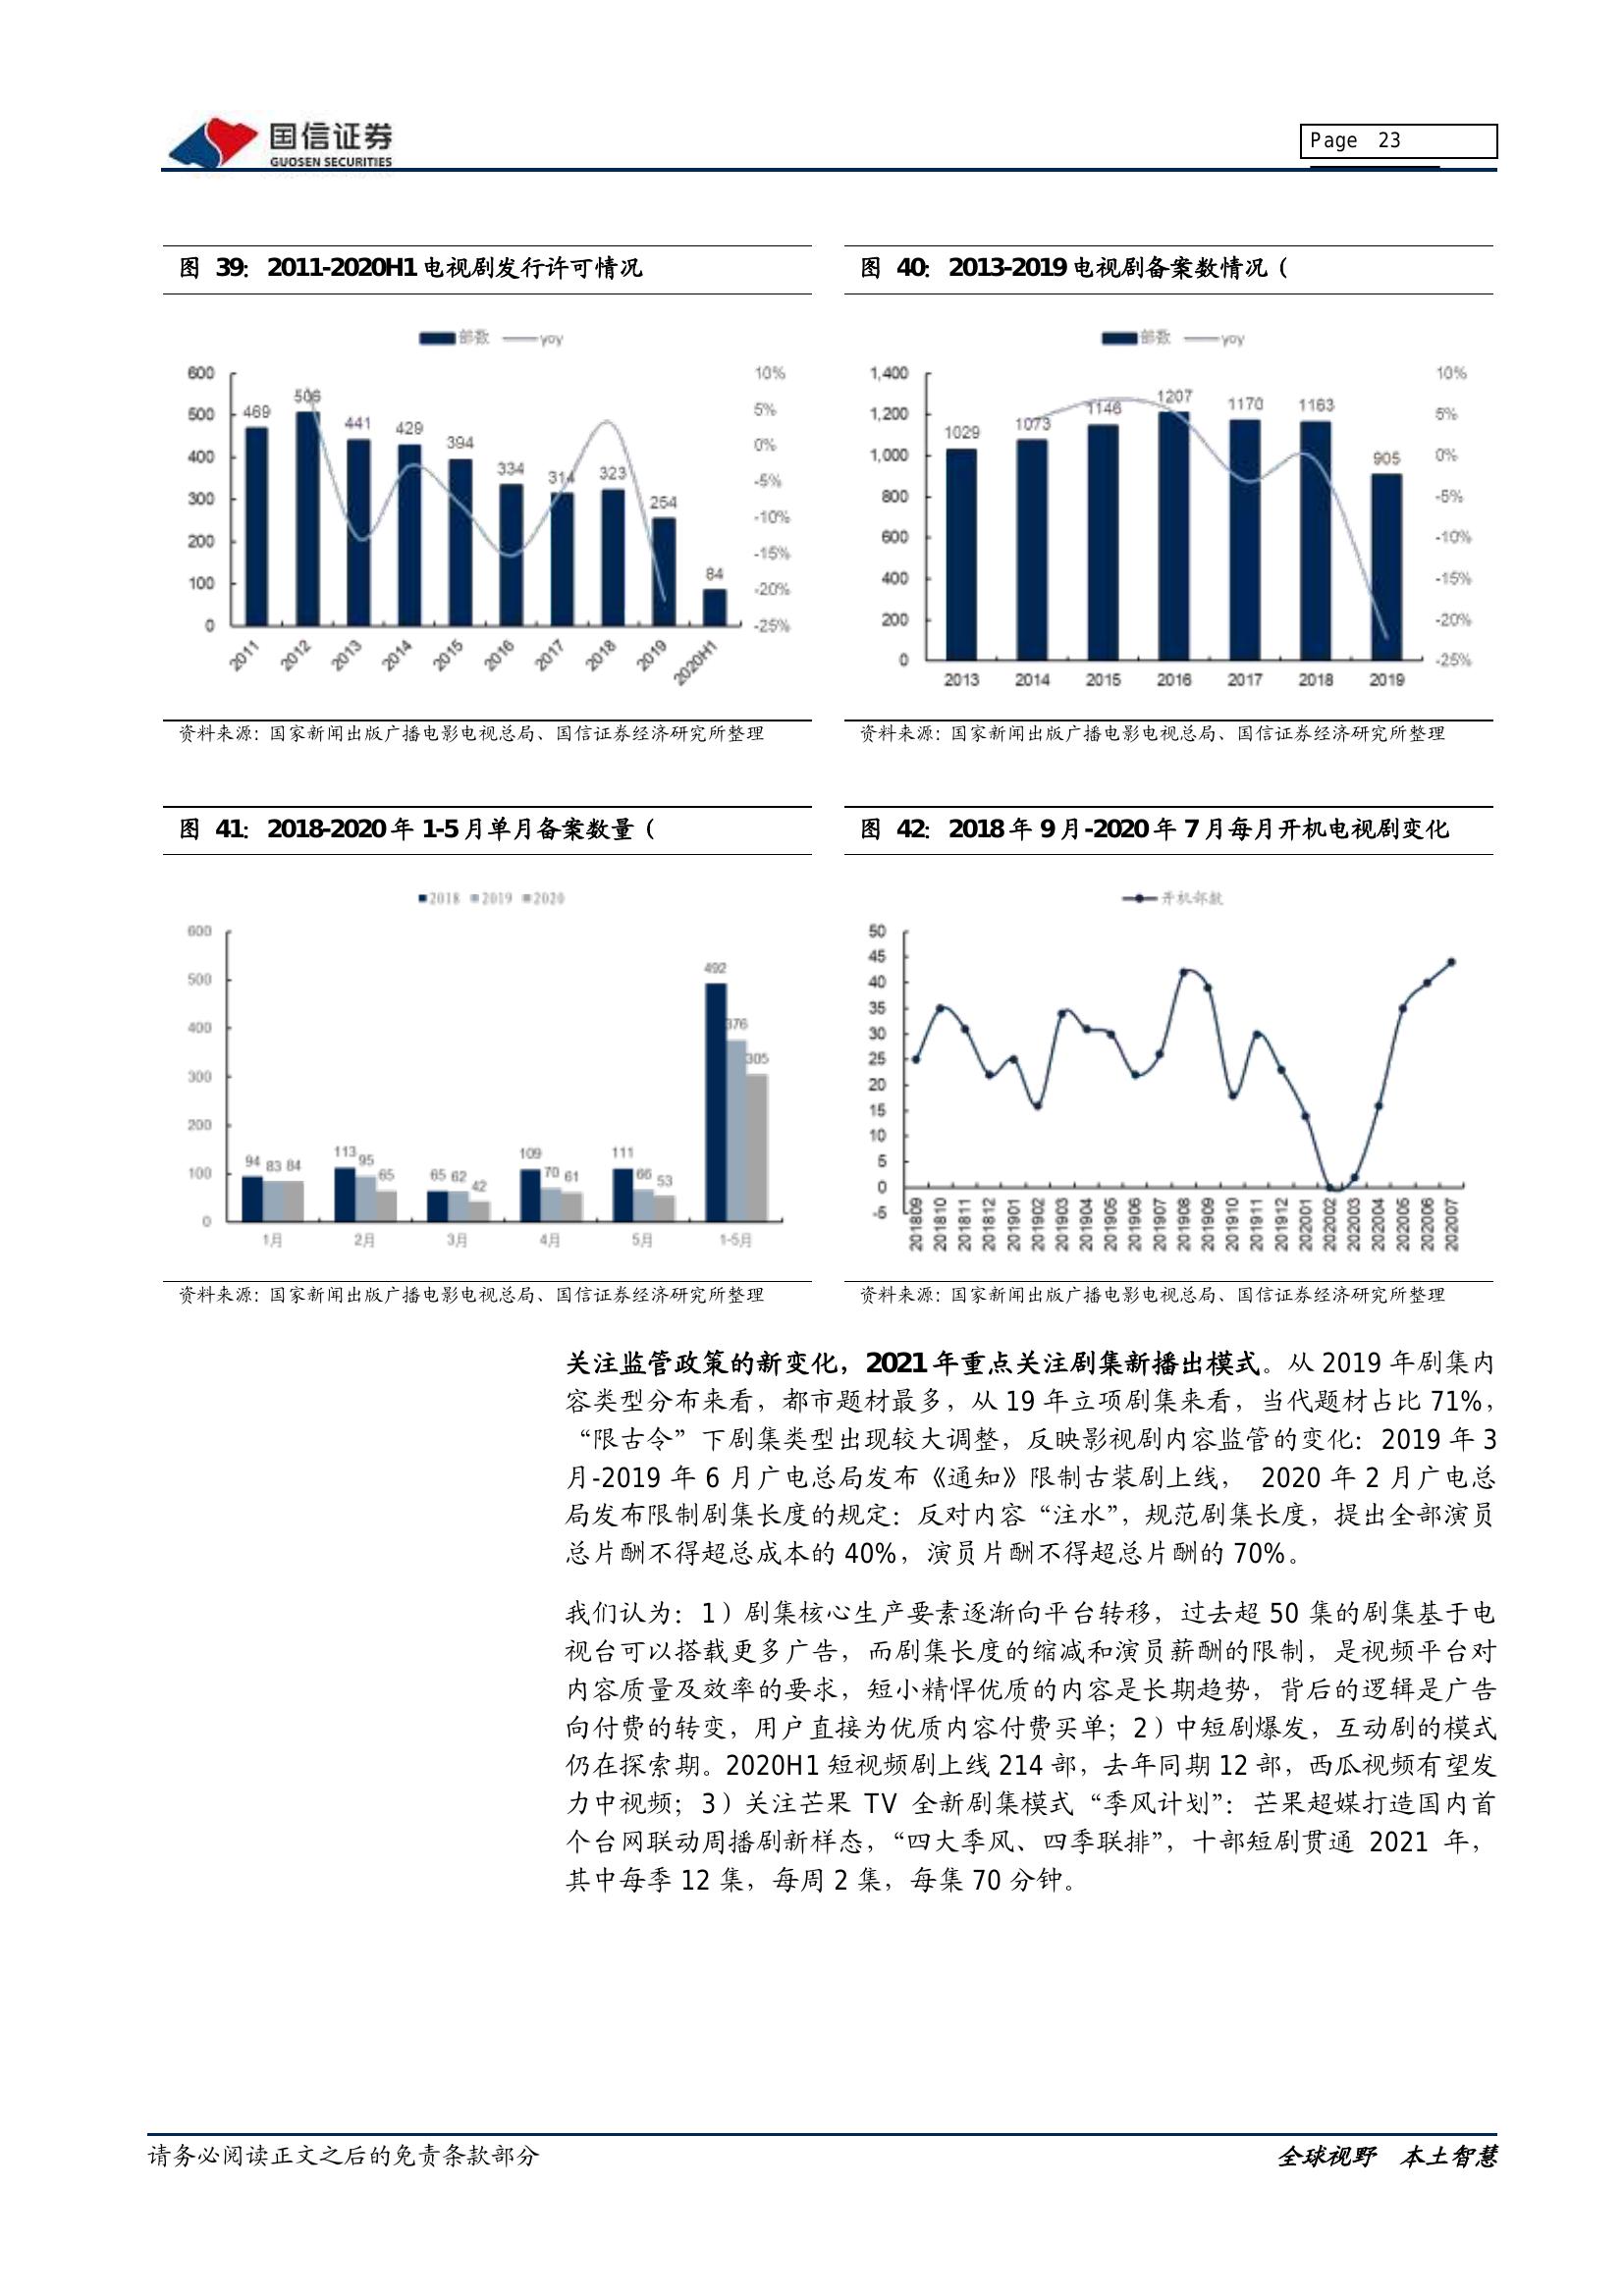 国信证券
GUOSEN SECURITIES
Page 23
图 39: 2011-2020H1 电视剧发行许可情况
部数 yoy
600
500
400
300
200
100
0
10%
5%
0%
-5%
-10%
-15%
-20%
-25%
469
506
441
429
394
334
314
323
254
84
2011 2012 2013 2014 2015 2016 2017 2018 2019 2020H1
资料来源：国家新闻出版广播电影电视总局、国信证券经济研究所整理
图 40: 2013-2019 电视剧备案数情况（
部数 yoy
1,400
1,200
1,000
800
600
400
200
0
10%
5%
0%
-5%
-10%
-15%
-20%
-25%
1029
1073
1146
1207
1170
1163
905
2013 2014 2015 2016 2017 2018 2019
资料来源：国家新闻出版广播电影电视总局、国信证券经济研究所整理
图 41: 2018-2020 年 1-5 月单月备案数量（
2018 2019 2020
600
500
400
300
200
100
0
94 83 84
113 95 65
65 62 42
109 70 61
111 66 53
492 376 305
1月 2月 3月 4月 5月 1-5月
资料来源：国家新闻出版广播电影电视总局、国信证券经济研究所整理
图 42: 2018 年 9 月-2020 年 7 月每月开机电视剧变化
开机部数
50
45
40
35
30
25
20
15
10
5
0
-5
201809 201810 201811 201812 201901 201902 201903 201904 201905 201906 201907 201908 201909 201910 201911 201912 202001 202002 202003 202004 202005 202006 202007
资料来源：国家新闻出版广播电影电视总局、国信证券经济研究所整理
关注监管政策的新变化，2021 年重点关注剧集新播出模式。从 2019 年剧集内
容类型分布来看，都市题材最多，从 19 年立项剧集来看，当代题材占比 71%，
“限古令”下剧集类型出现较大调整，反映影视剧内容监管的变化：2019 年 3
月-2019 年 6 月广电总局发布《通知》限制古装剧上线， 2020 年 2 月广电总
局发布限制剧集长度的规定：反对内容“注水”，规范剧集长度，提出全部演员
总片酬不得超总成本的 40%，演员片酬不得超总片酬的 70%。
我们认为：1）剧集核心生产要素逐渐向平台转移，过去超 50 集的剧集基于电
视台可以搭载更多广告，而剧集长度的缩减和演员薪酬的限制，是视频平台对
内容质量及效率的要求，短小精悍优质的内容是长期趋势，背后的逻辑是广告
向付费的转变，用户直接为优质内容付费买单；2）中短剧爆发，互动剧的模式
仍在探索期。2020H1 短视频剧上线 214 部，去年同期 12 部，西瓜视频有望发
力中视频；3）关注芒果 TV 全新剧集模式“季风计划”：芒果超媒打造国内首
个台网联动周播剧新样态，“四大季风、四季联排”，十部短剧贯通 2021 年，
其中每季 12 集，每周 2 集，每集 70 分钟。
请务必阅读正文之后的免责条款部分
全球视野 本土智慧